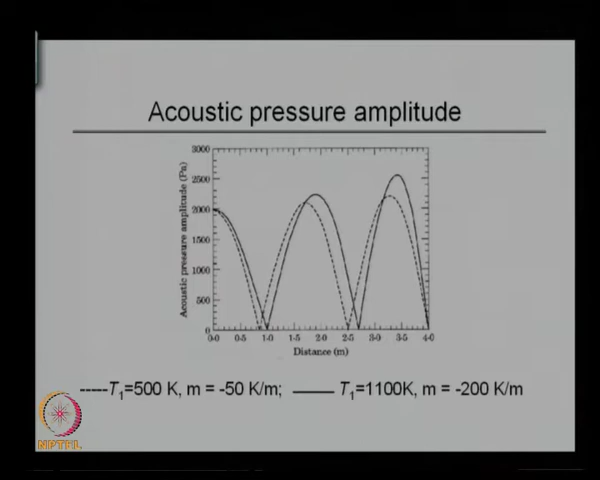 Acoustic pressure amplitude
Acoustic pressure amplitude (Pa)
3000
2500
2000
1500
1000
500
0
0·0 0·5 1·0 1·5 2·0 2·5 3·0 3·5 4·0
Distance (m)
-----T1=500 K, m = -50 K/m; —— T1=1100K, m = -200 K/m
NPTEL